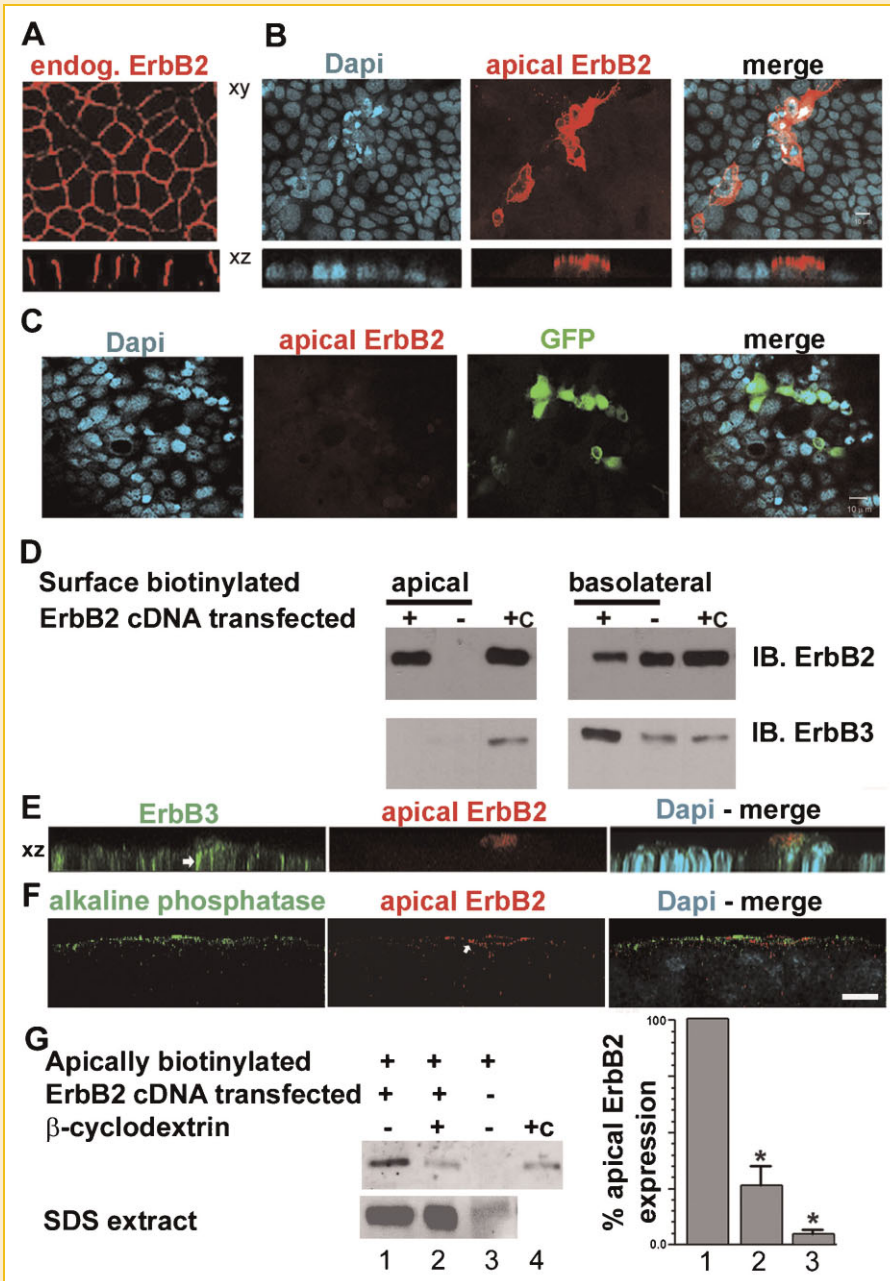 A
endog. ErbB2
xy
xz
B
Dapi
apical ErbB2
merge
10 µm
C
Dapi
apical ErbB2
GFP
merge
10 µm
D
Surface biotinylated
apical
basolateral
ErbB2 cDNA transfected
+ - +c
+ - +c
IB. ErbB2
IB. ErbB3
E
ErbB3
apical ErbB2
Dapi - merge
xz
F
alkaline phosphatase
apical ErbB2
Dapi - merge
G
Apically biotinylated + + +
ErbB2 cDNA transfected + + -
β-cyclodextrin - + - +c
SDS extract
1 2 3 4
% apical ErbB2
expression
100
0.0
* *
1 2 3